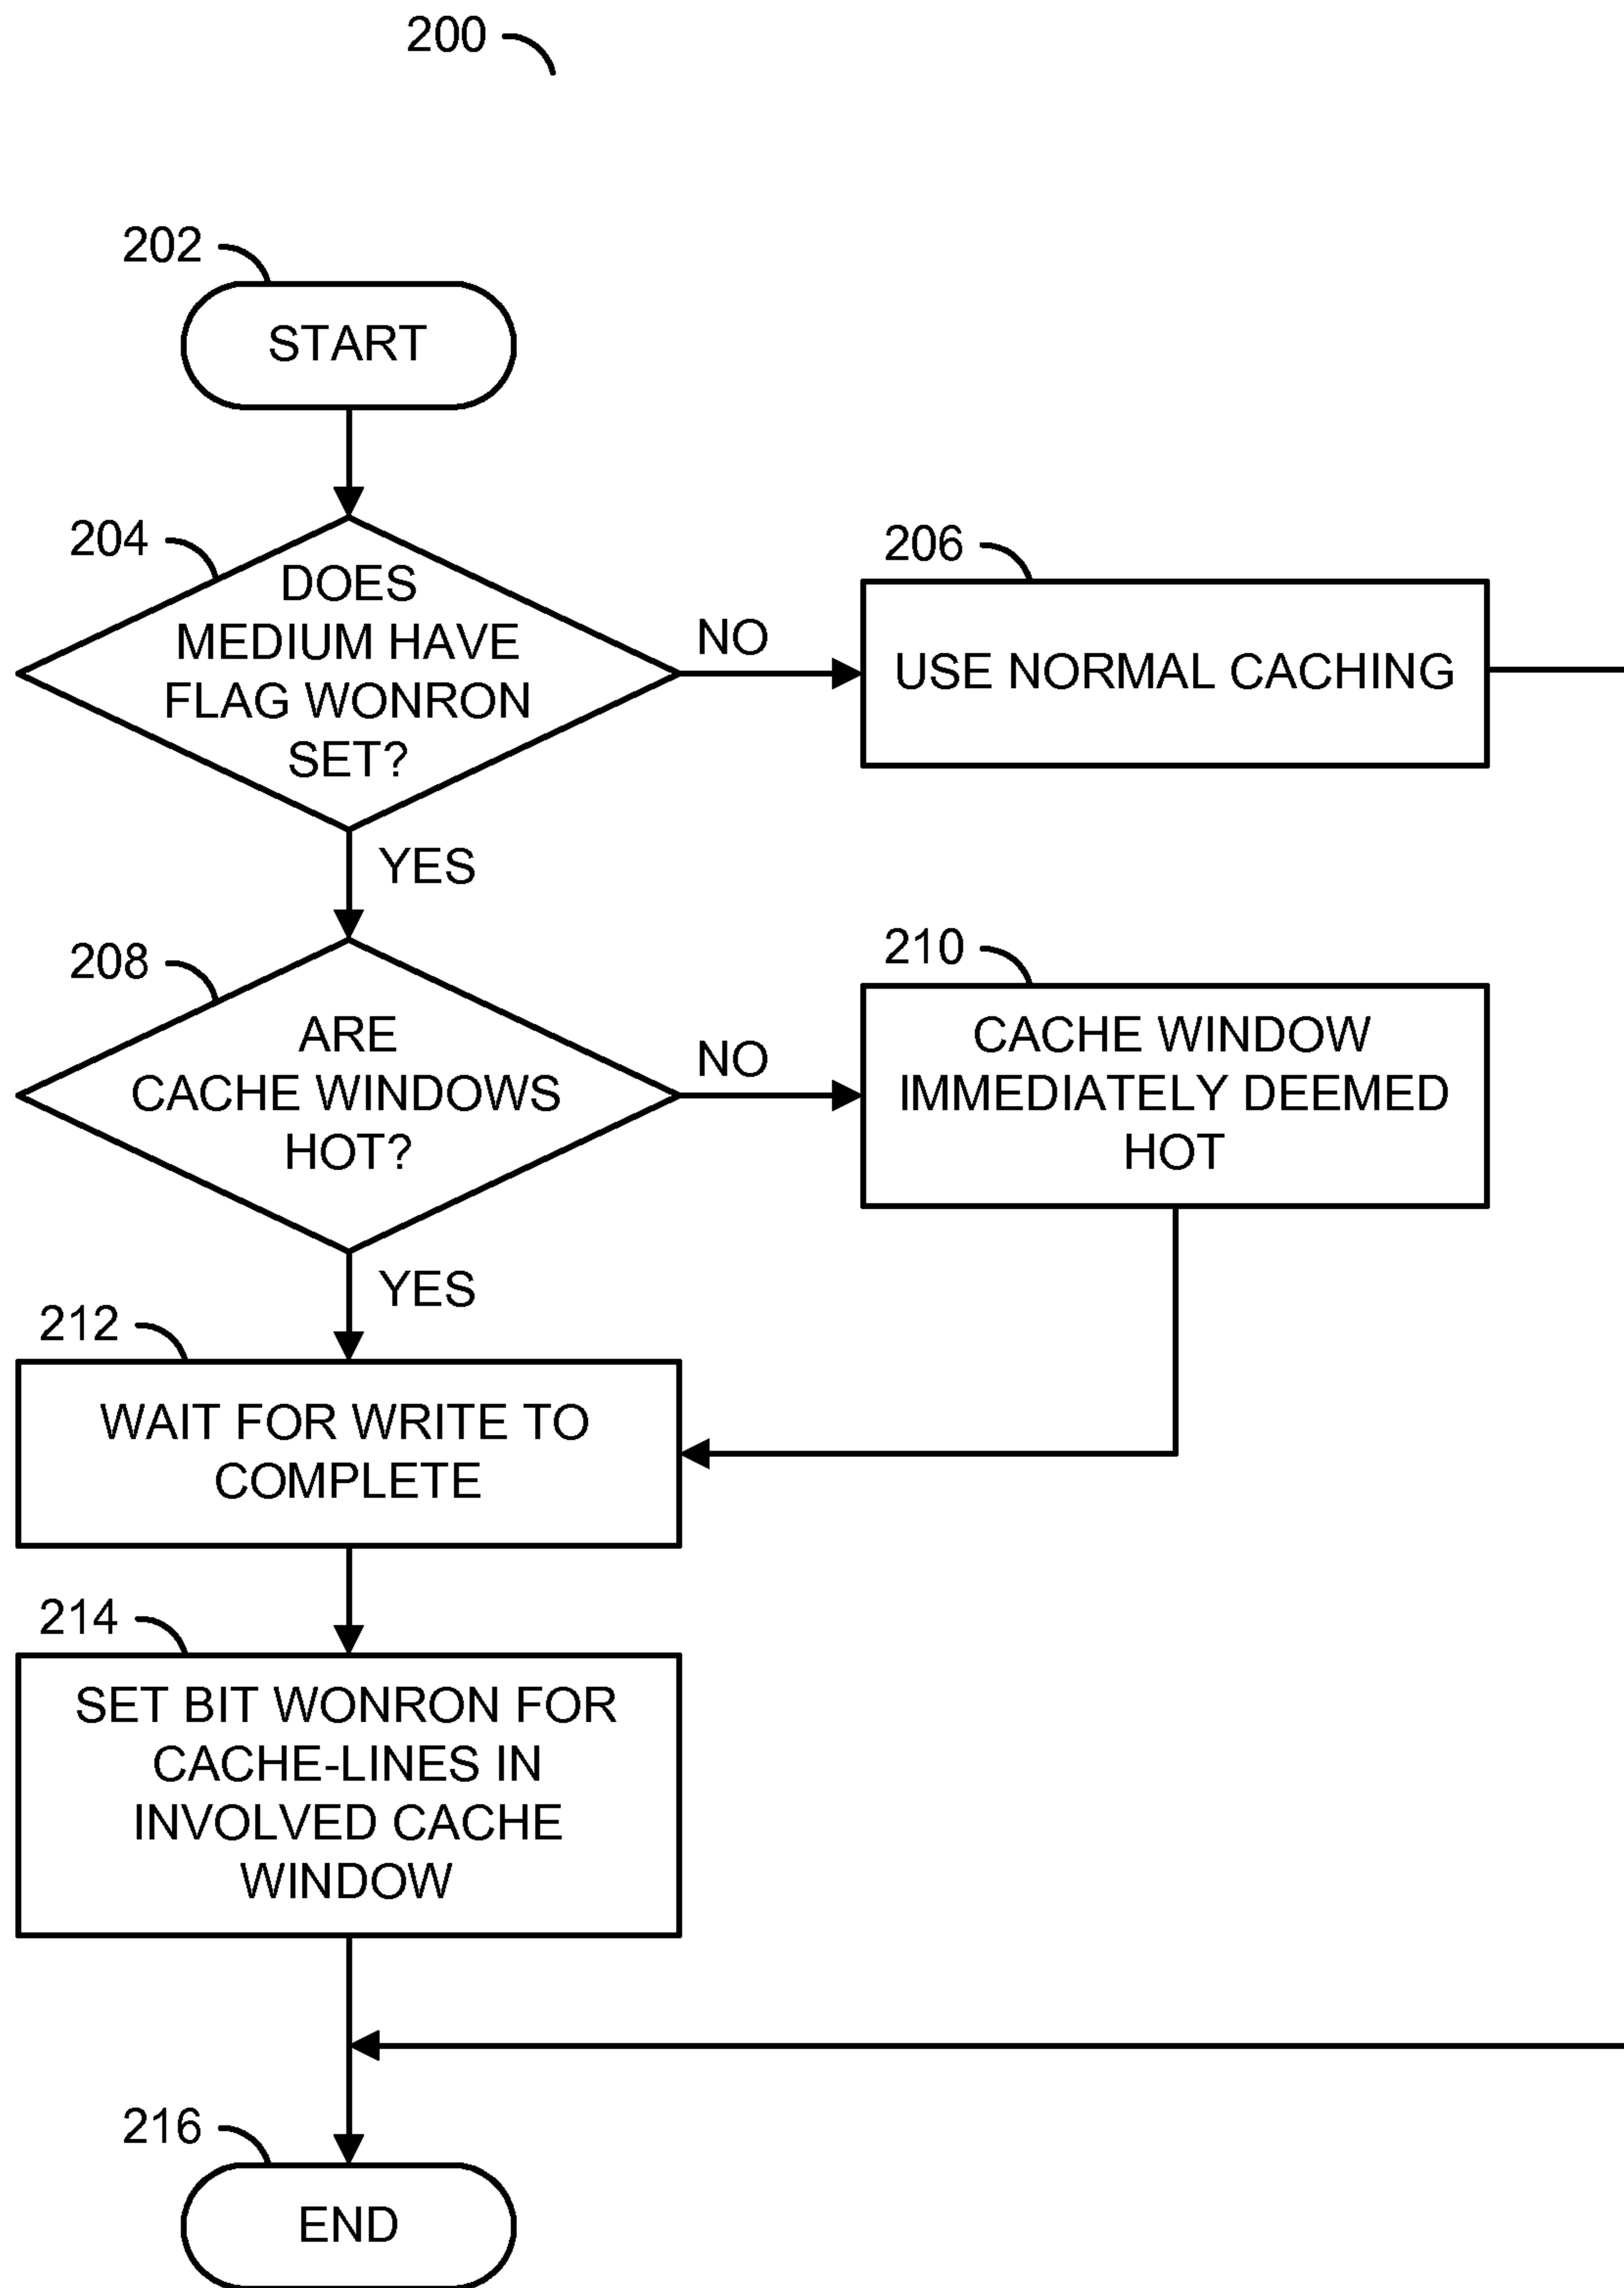 200
202
START
204
DOES
MEDIUM HAVE
FLAG WONRON
SET?
NO
206
USE NORMAL CACHING
YES
208
ARE
CACHE WINDOWS
HOT?
NO
210
CACHE WINDOW
IMMEDIATELY DEEMED
HOT
YES
212
WAIT FOR WRITE TO
COMPLETE
214
SET BIT WONRON FOR
CACHE-LINES IN
INVOLVED CACHE
WINDOW
216
END